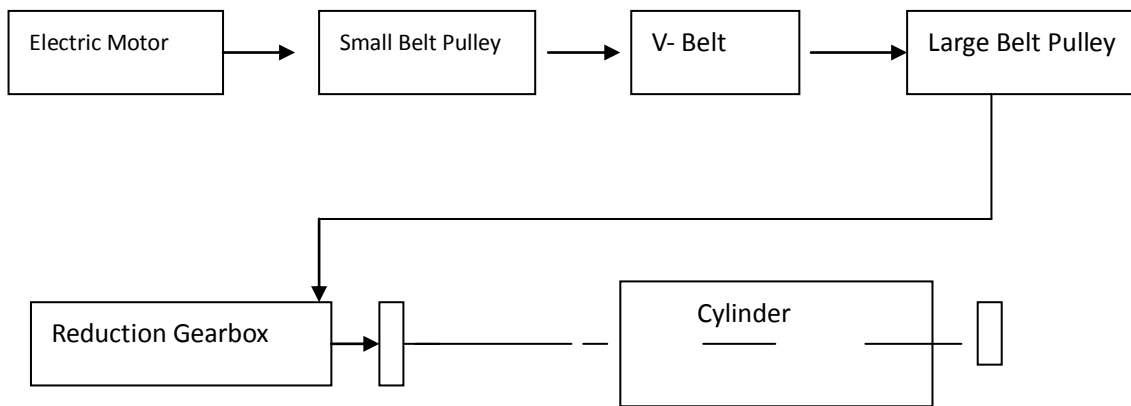 Electric Motor
Small Belt Pulley
V- Belt
Large Belt Pulley
Reduction Gearbox
Cylinder